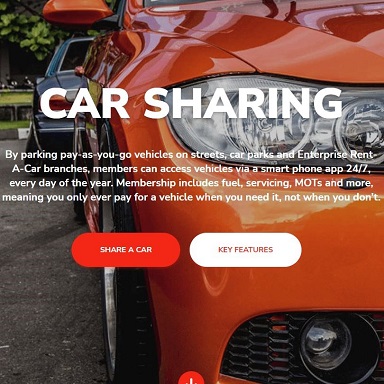 CAR SHARING
By parking pay-as-you-go vehicles on streets, car parks and Enterprise Rent-
A-Car branches, members can access vehicles via a smart phone app 24/7,
every day of the year. Membership includes fuel, servicing, MOTs and more,
meaning you only ever pay for a vehicle when you need it, not when you don't.
SHARE A CAR
KEY FEATURES